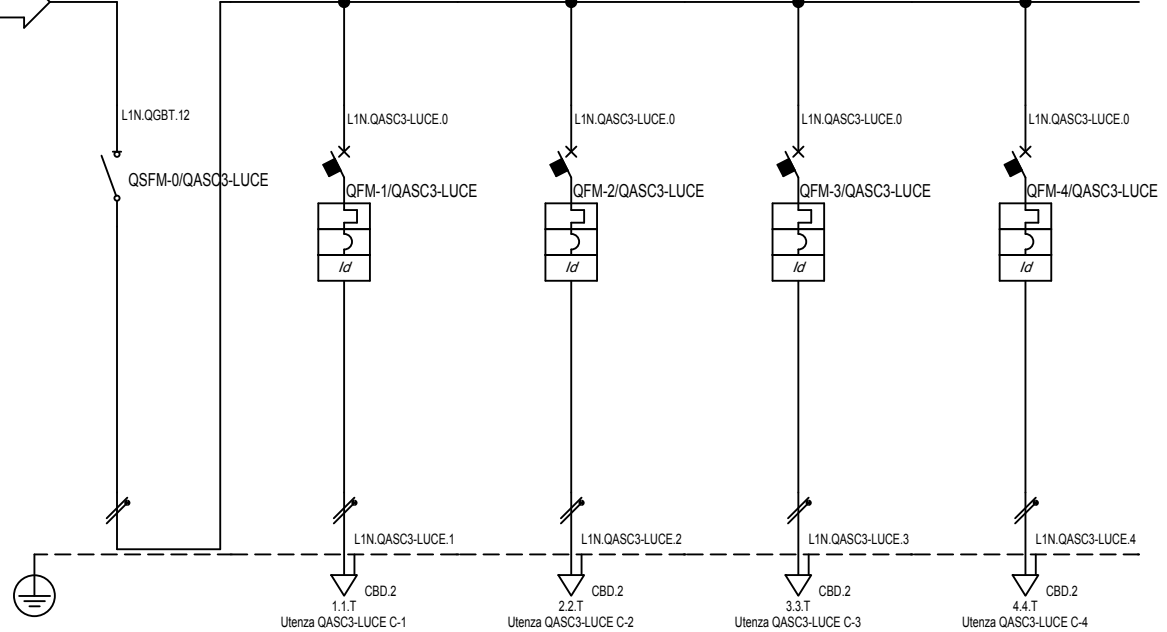 L1N.QGBT.12
L1N.QASC3-LUCE.0
L1N.QASC3-LUCE.0
L1N.QASC3-LUCE.0
L1N.QASC3-LUCE.0
QSFM-0/QASC3-LUCE
QFM-1/QASC3-LUCE
QFM-2/QASC3-LUCE
QFM-3/QASC3-LUCE
QFM-4/QASC3-LUCE
Id
Id
Id
Id
L1N.QASC3-LUCE.1
L1N.QASC3-LUCE.2
L1N.QASC3-LUCE.3
L1N.QASC3-LUCE.4
CBD.2
CBD.2
CBD.2
CBD.2
1.1.T
2.2.T
3.3.T
4.4.T
Utenza QASC3-LUCE C-1
Utenza QASC3-LUCE C-2
Utenza QASC3-LUCE C-3
Utenza QASC3-LUCE C-4